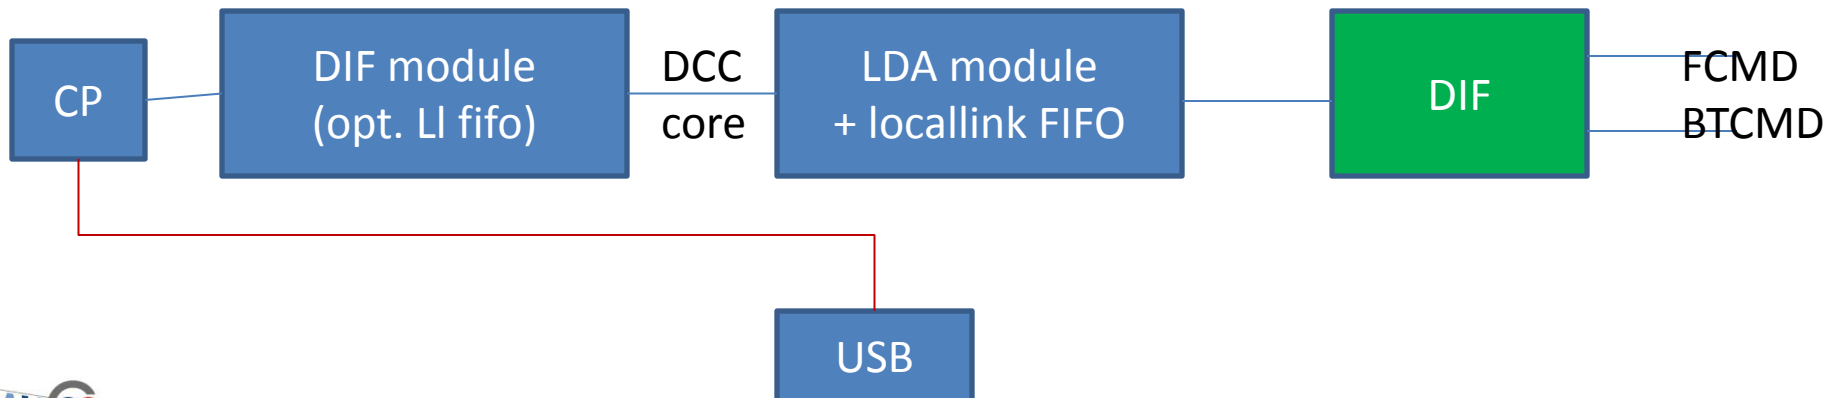 CP
DIF module
(opt. Ll fifo)
DCC
core
LDA module
+ locallink FIFO
DIF
FCMD
BTCMD
USB